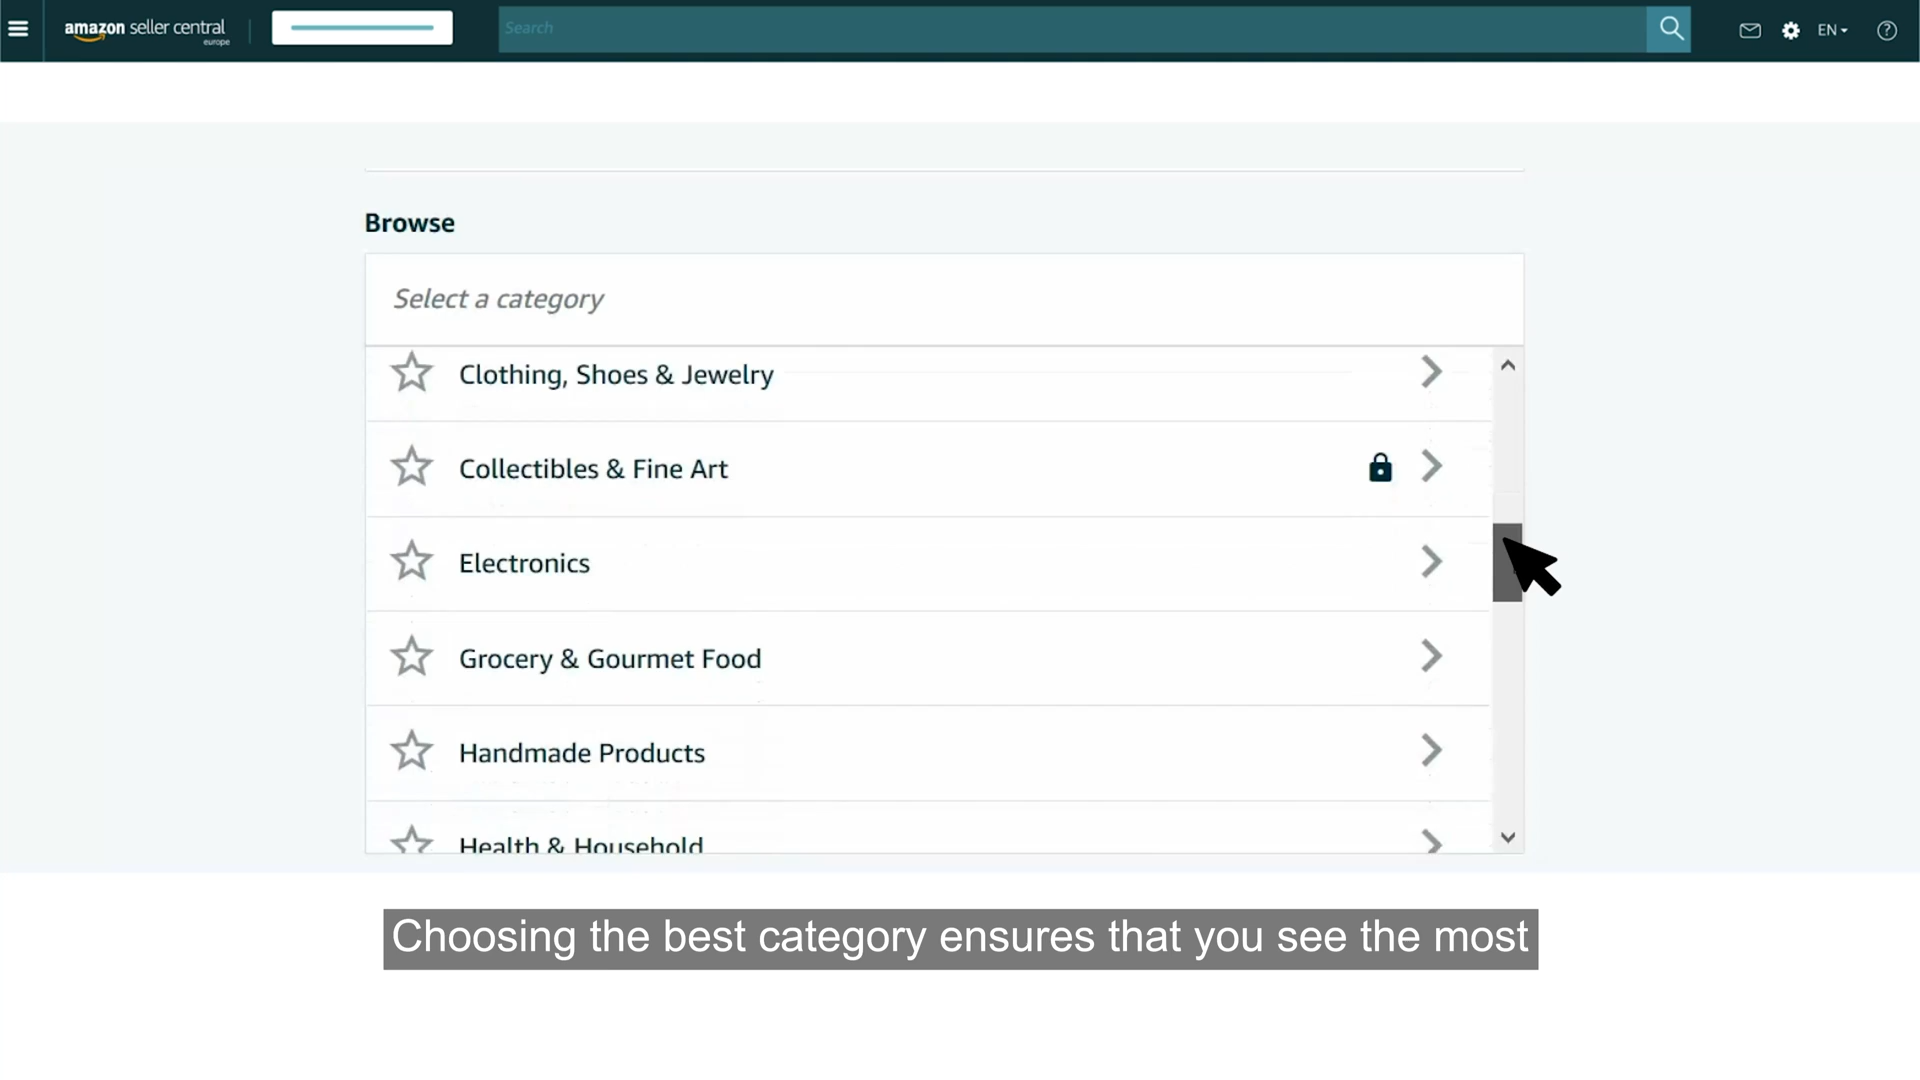 amazon seller central
europe
Search
EN
Browse
Select a category
Clothing, Shoes & Jewelry
Collectibles & Fine Art
Electronics
Grocery & Gourmet Food
Handmade Products
Health & Household
Choosing the best category ensures that you see the most